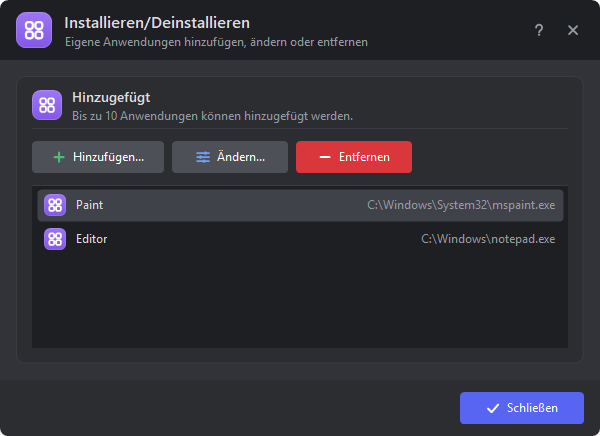 Installieren/Deinstallieren
Eigene Anwendungen hinzufügen, ändern oder entfernen
?
Hinzugefügt
Bis zu 10 Anwendungen können hinzugefügt werden.
Hinzufügen...
Ändern...
Entfernen
Paint C:\Windows\System32\mspaint.exe
Editor C:\Windows\notepad.exe
Schließen